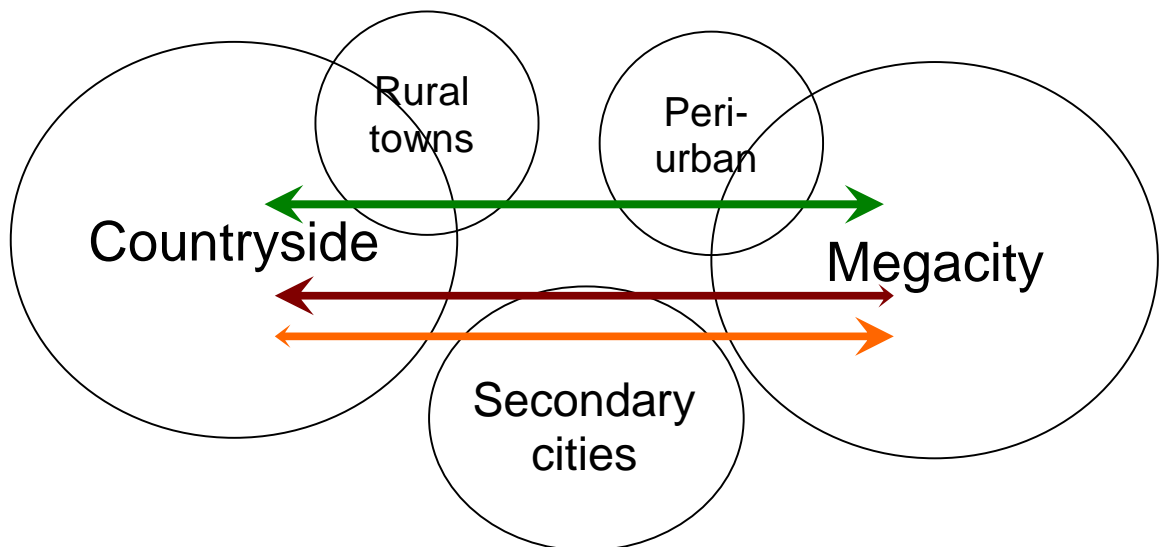 Rural
towns
Peri-
urban
Countryside
Megacity
Secondary
cities